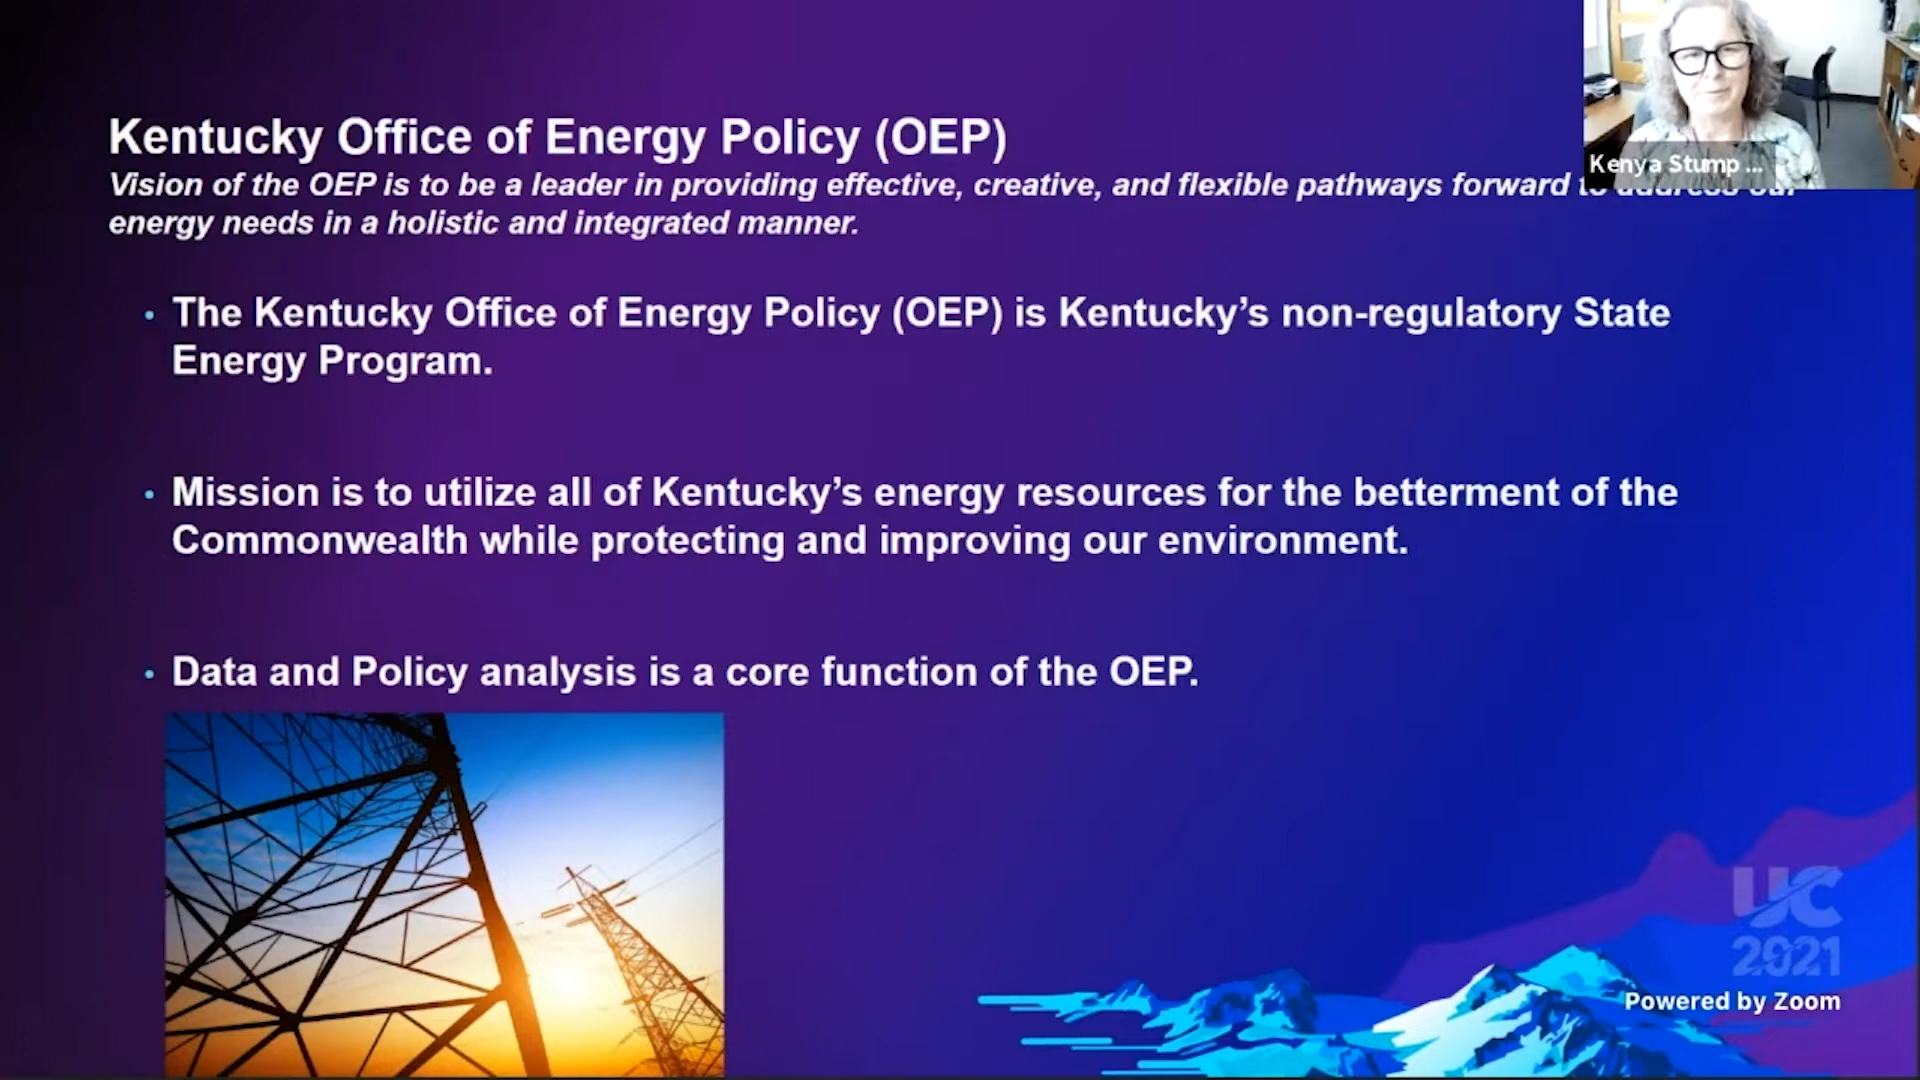 Kentucky Office of Energy Policy (OEP)
Vision of the OEP is to be a leader in providing effective, creative, and flexible pathways forward
energy needs in a holistic and integrated manner.
Kenya Stump ...
• The Kentucky Office of Energy Policy (OEP) is Kentucky’s non-regulatory State
Energy Program.
• Mission is to utilize all of Kentucky’s energy resources for the betterment of the
Commonwealth while protecting and improving our environment.
• Data and Policy analysis is a core function of the OEP.
UC
2021
Powered by Zoom